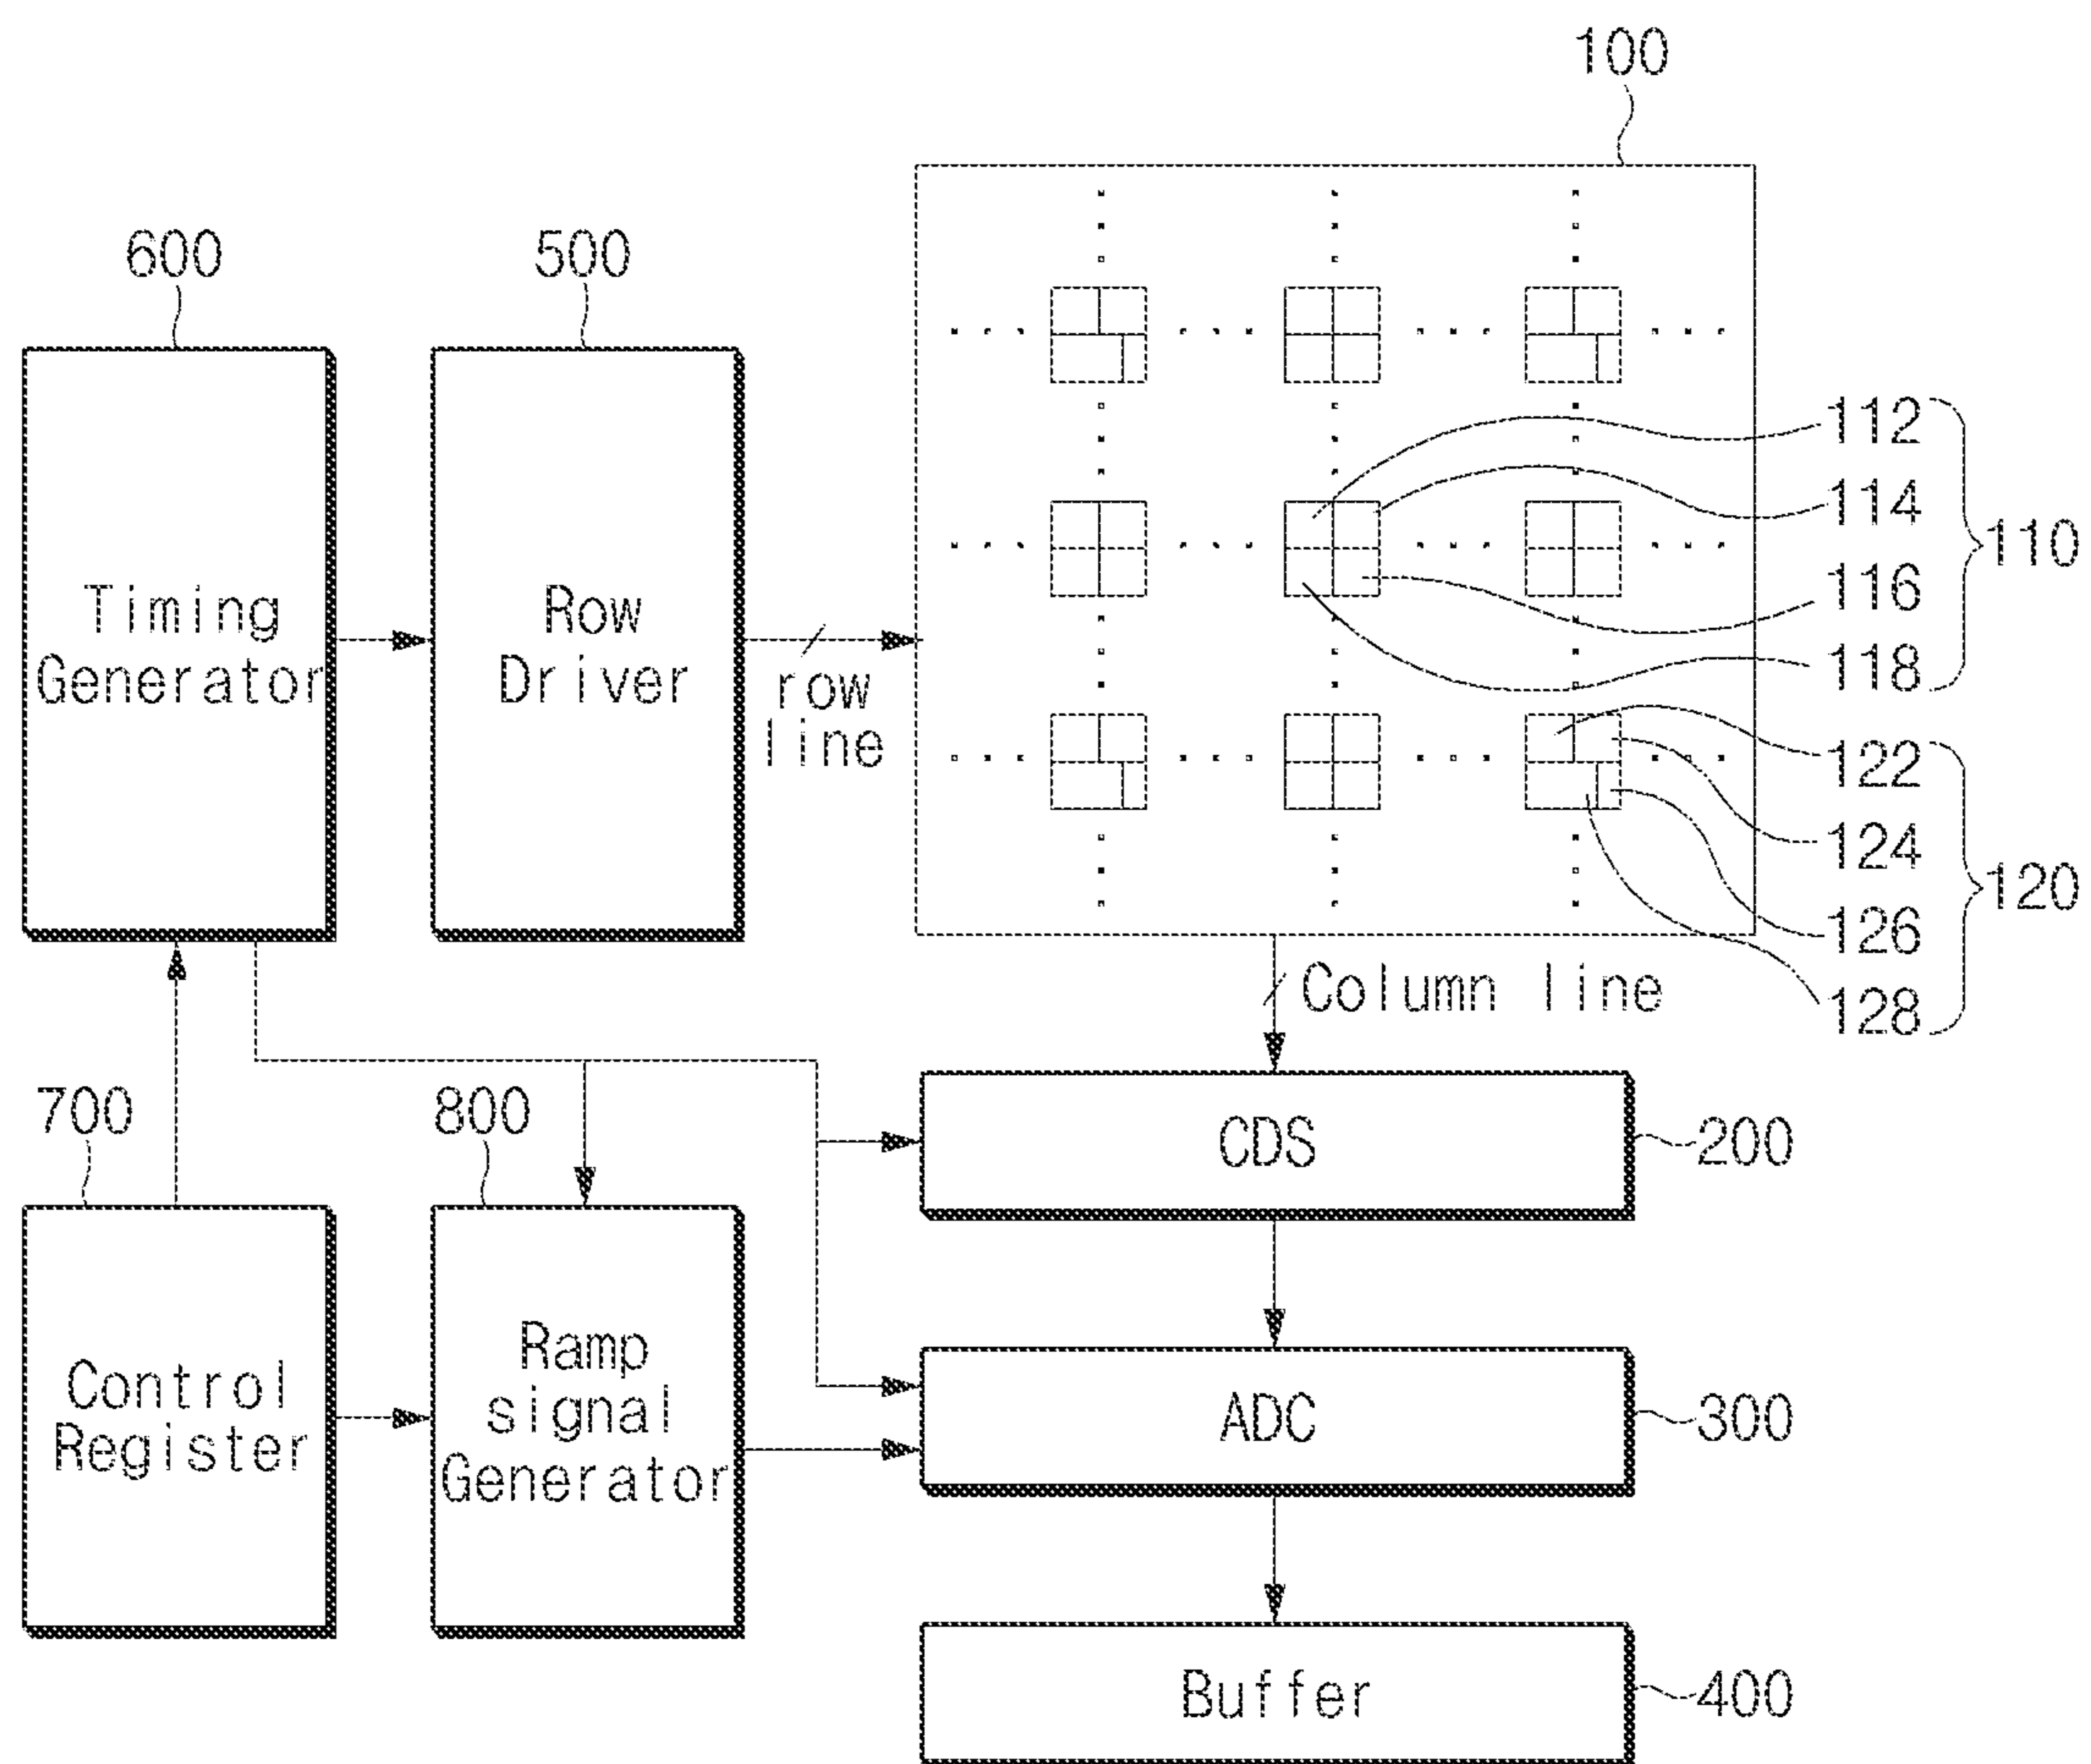 100
600
500
Timing
Generator
Row
Driver
row
line
112
114
116
118
110
122
124
126
128
120
Column line
700
800
CDS
200
Control
Register
Ramp
signal
Generator
ADC
300
Buffer
400